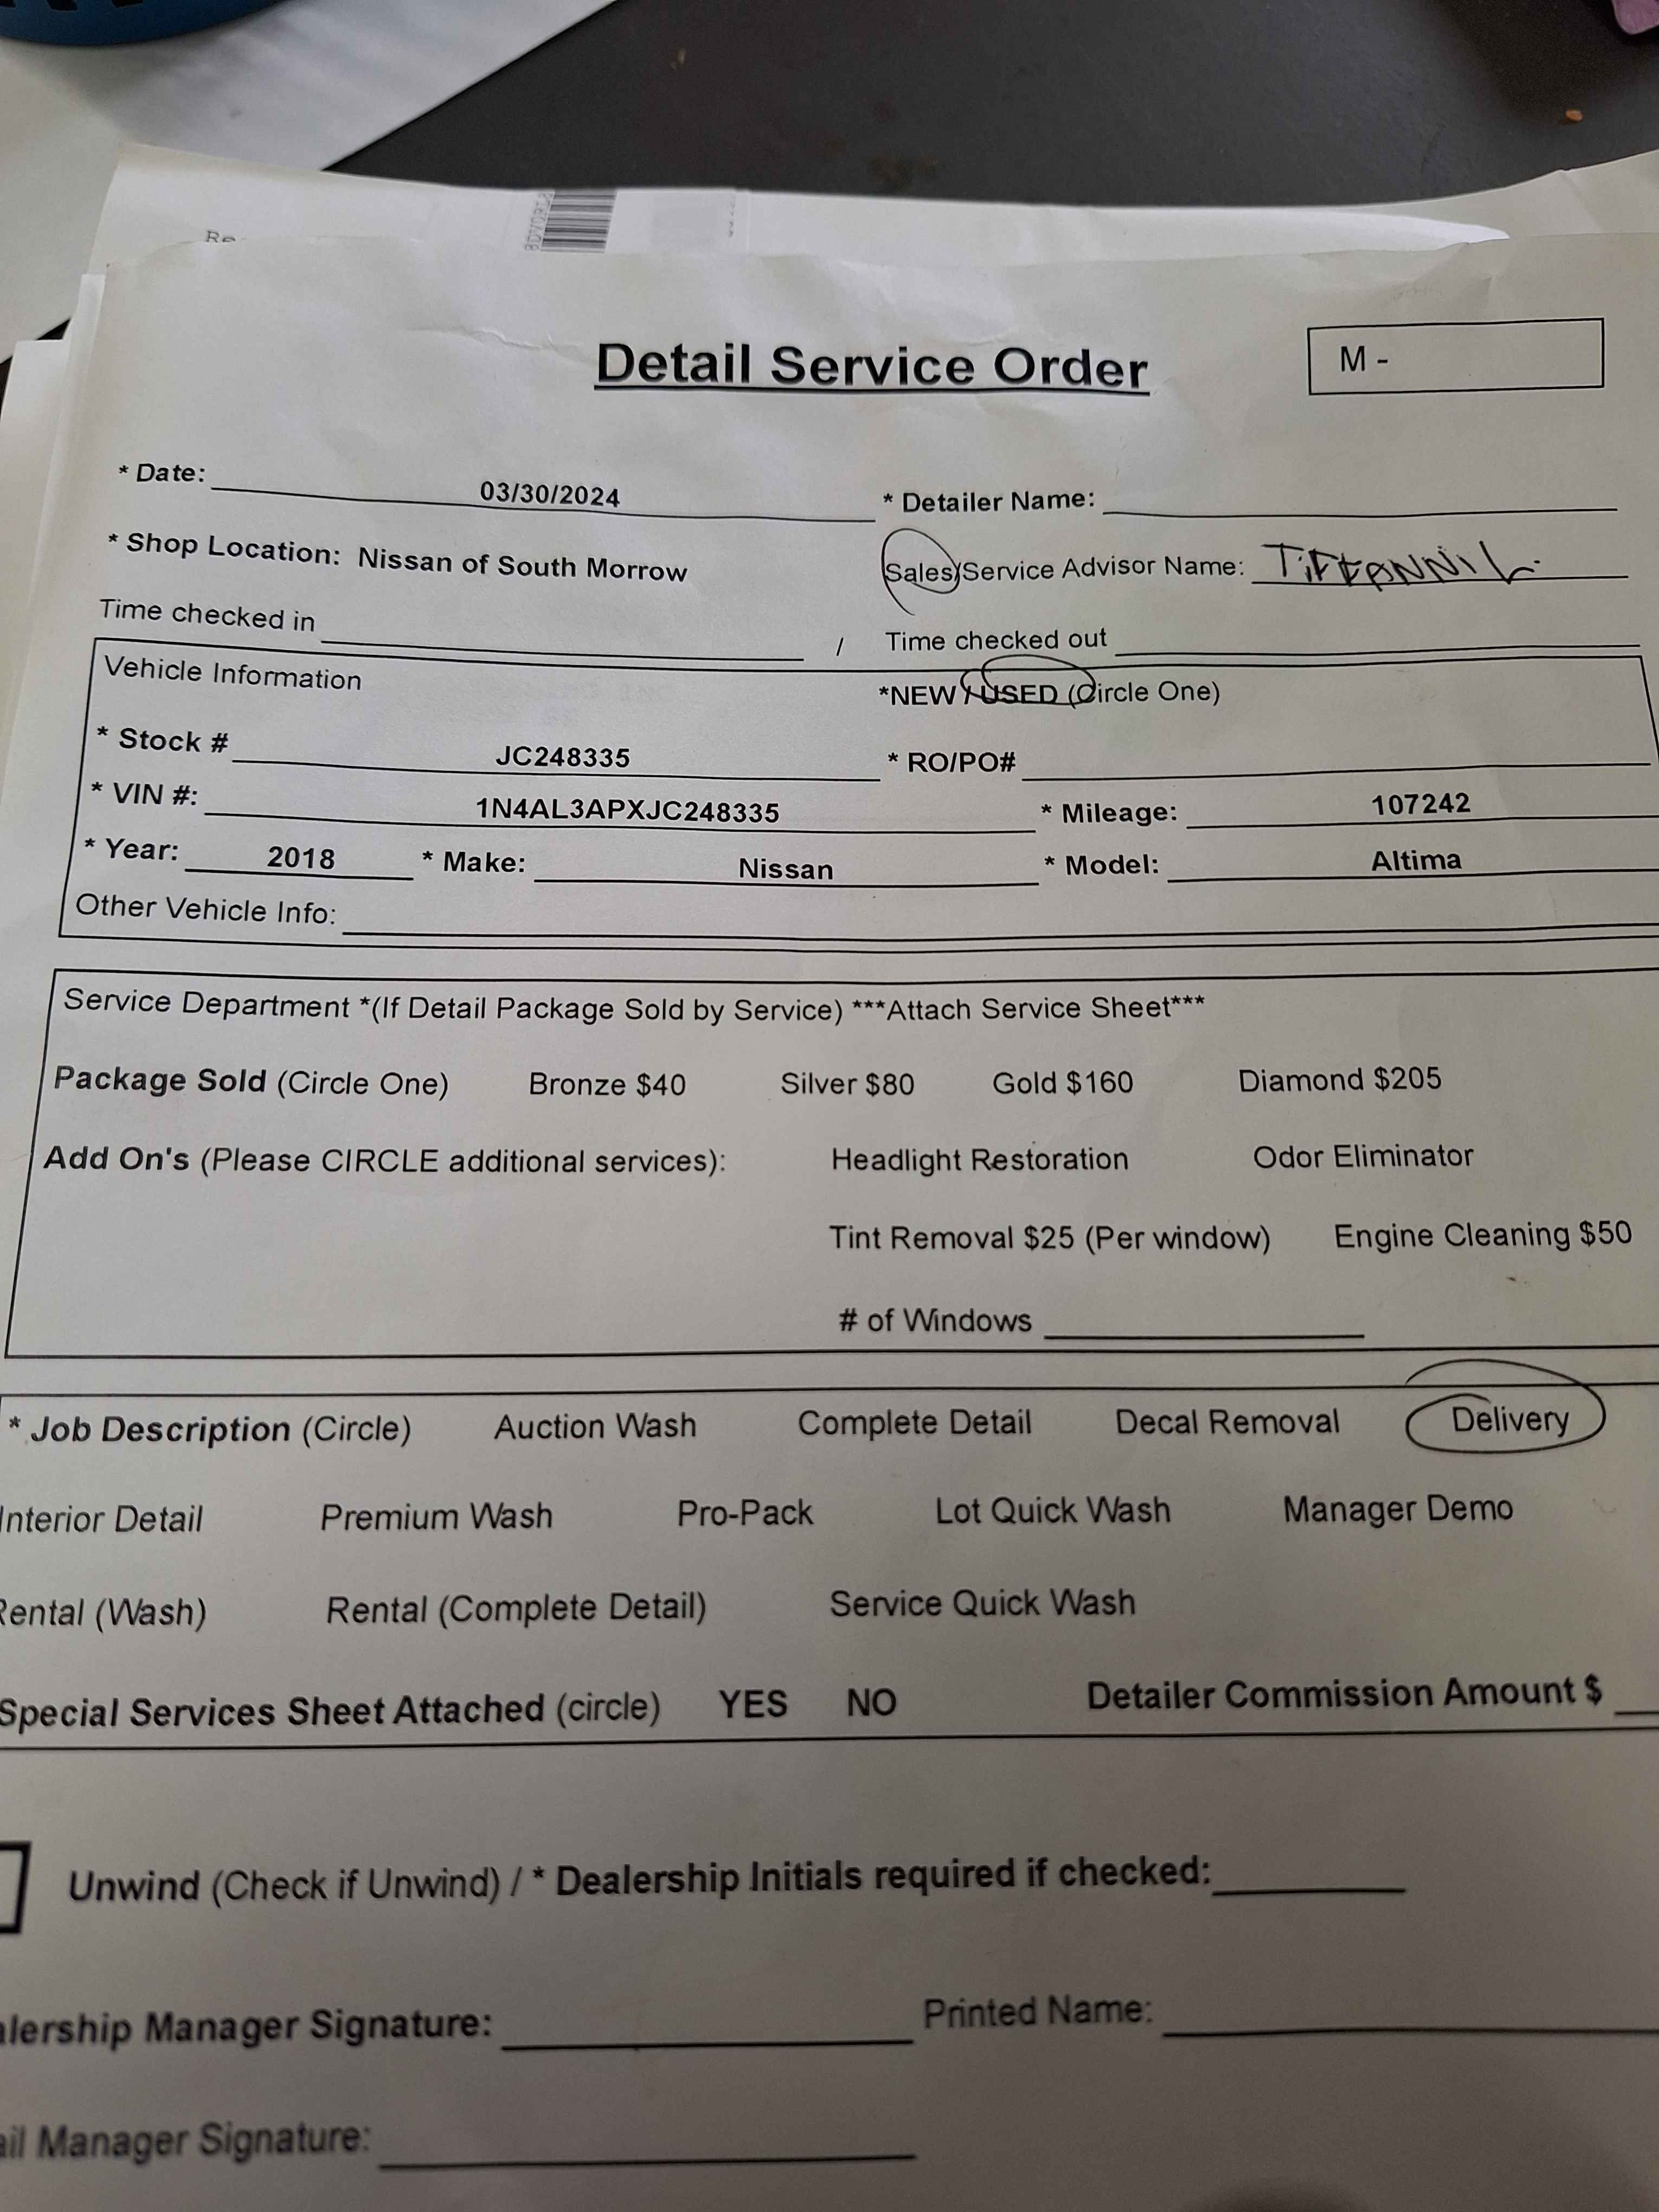 Re
Detail Service Order
M -
* Date: 03/30/2024 * Detailer Name:
* Shop Location: Nissan of South Morrow Sales/Service Advisor Name: TiFFANNi L.
Time checked in / Time checked out
Vehicle Information *NEW / USED (Circle One)
* Stock # JC248335 * RO/PO#
* VIN #: 1N4AL3APXJC248335 * Mileage: 107242
* Year: 2018 * Make: Nissan * Model: Altima
Other Vehicle Info:
Service Department *(If Detail Package Sold by Service) ***Attach Service Sheet***
Package Sold (Circle One) Bronze $40 Silver $80 Gold $160 Diamond $205
Add On's (Please CIRCLE additional services): Headlight Restoration Odor Eliminator
Tint Removal $25 (Per window) Engine Cleaning $50
# of Windows
* Job Description (Circle) Auction Wash Complete Detail Decal Removal Delivery
Interior Detail Premium Wash Pro-Pack Lot Quick Wash Manager Demo
Rental (Wash) Rental (Complete Detail) Service Quick Wash
Special Services Sheet Attached (circle) YES NO Detailer Commission Amount $
Unwind (Check if Unwind) / * Dealership Initials required if checked:
alership Manager Signature: Printed Name:
ail Manager Signature: